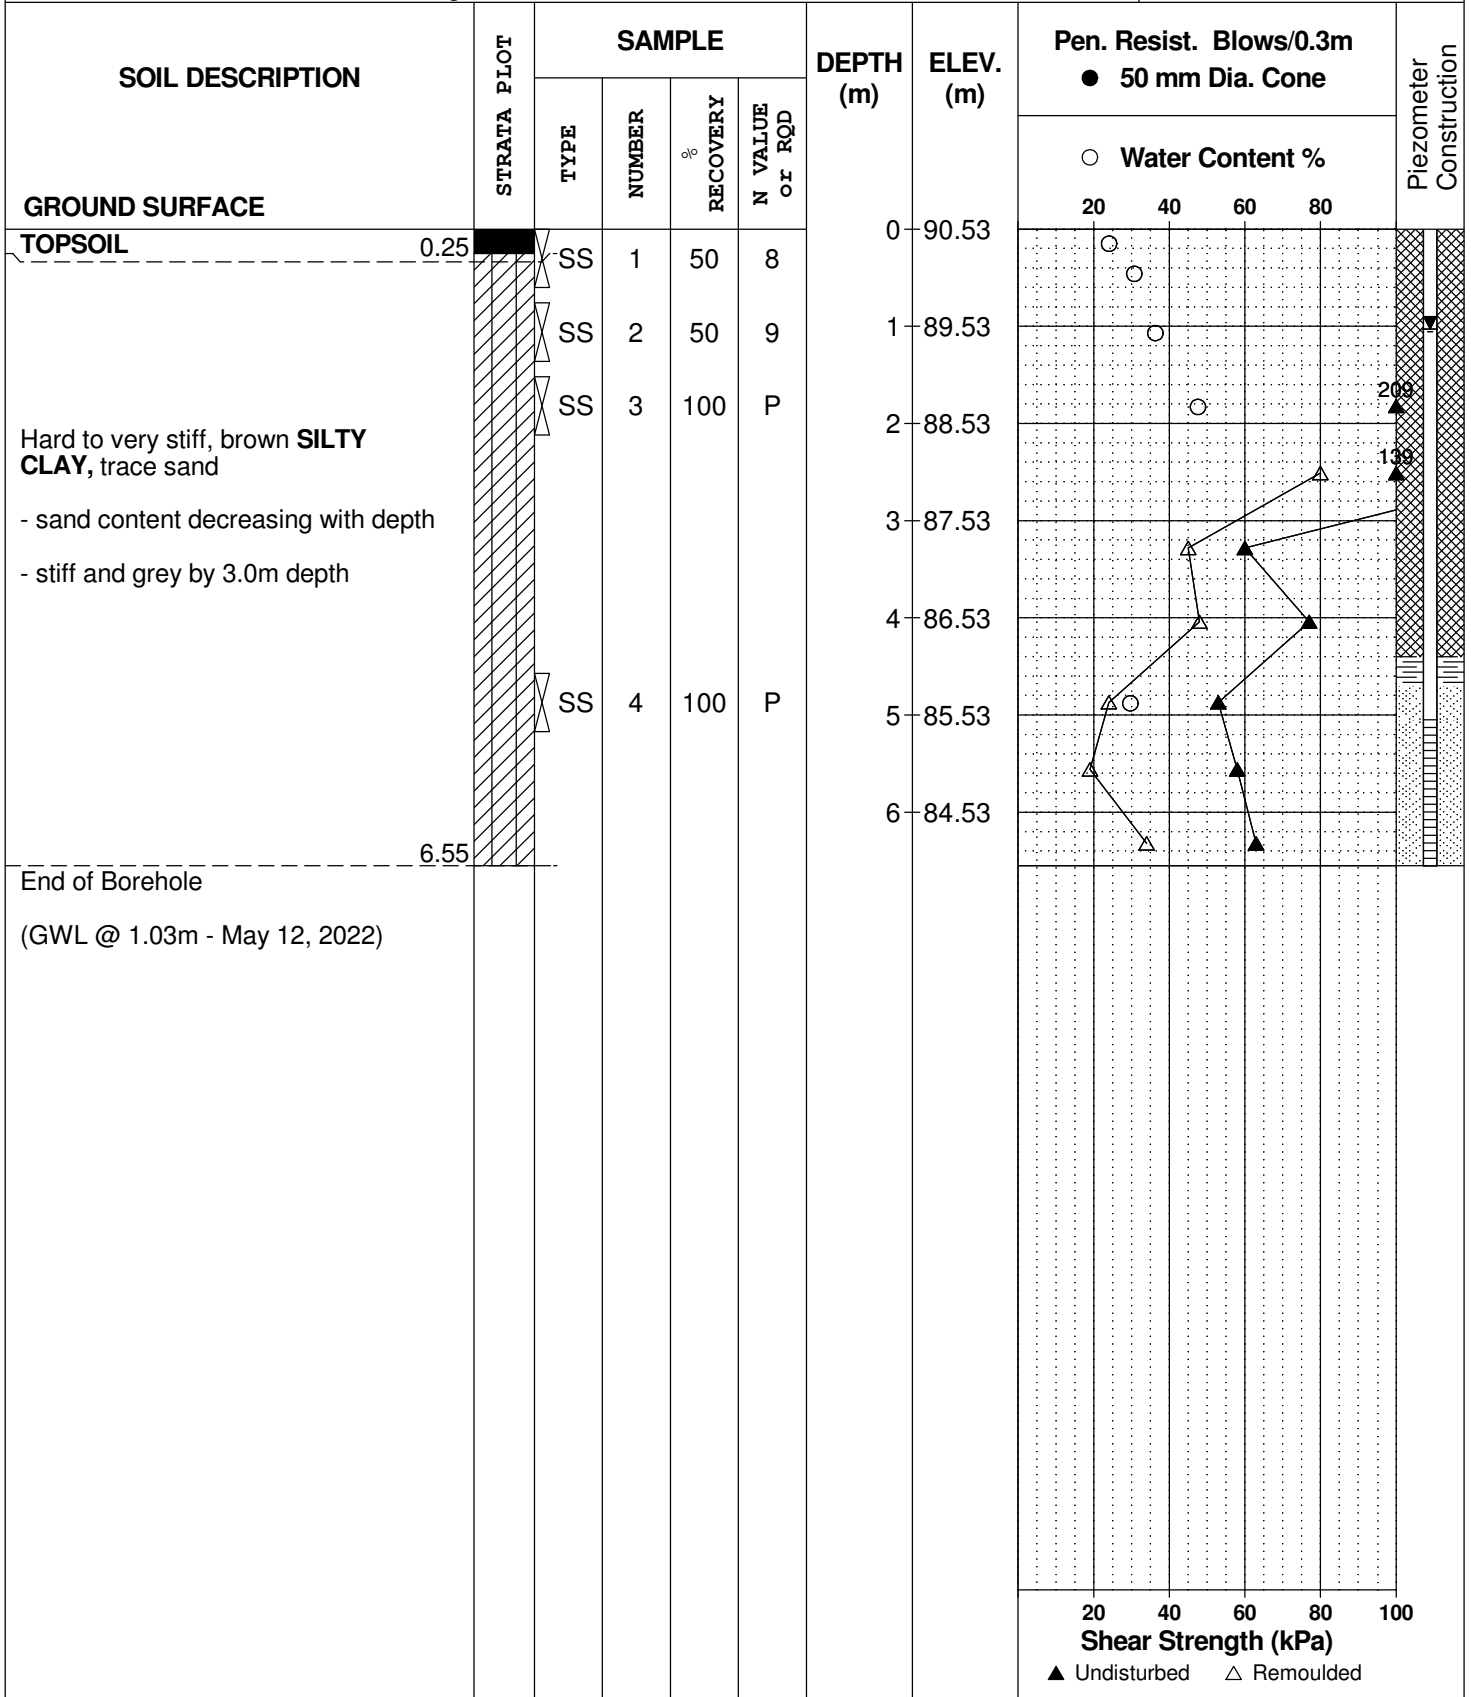 SOIL DESCRIPTION
GROUND SURFACE
STRATA PLOT
SAMPLE
TYPE
NUMBER
% RECOVERY
N VALUE or RQD
DEPTH
(m)
ELEV.
(m)
Pen. Resist. Blows/0.3m
● 50 mm Dia. Cone
○ Water Content %
20 40 60 80
Piezometer
Construction
TOPSOIL 0.25
SS 1 50 8
SS 2 50 9
SS 3 100 P
SS 4 100 P
0 90.53
1 89.53
2 88.53
3 87.53
4 86.53
5 85.53
6 84.53
209
139
Hard to very stiff, brown SILTY
CLAY, trace sand
- sand content decreasing with depth
- stiff and grey by 3.0m depth
6.55
End of Borehole
(GWL @ 1.03m - May 12, 2022)
20 40 60 80 100
Shear Strength (kPa)
▲ Undisturbed △ Remoulded